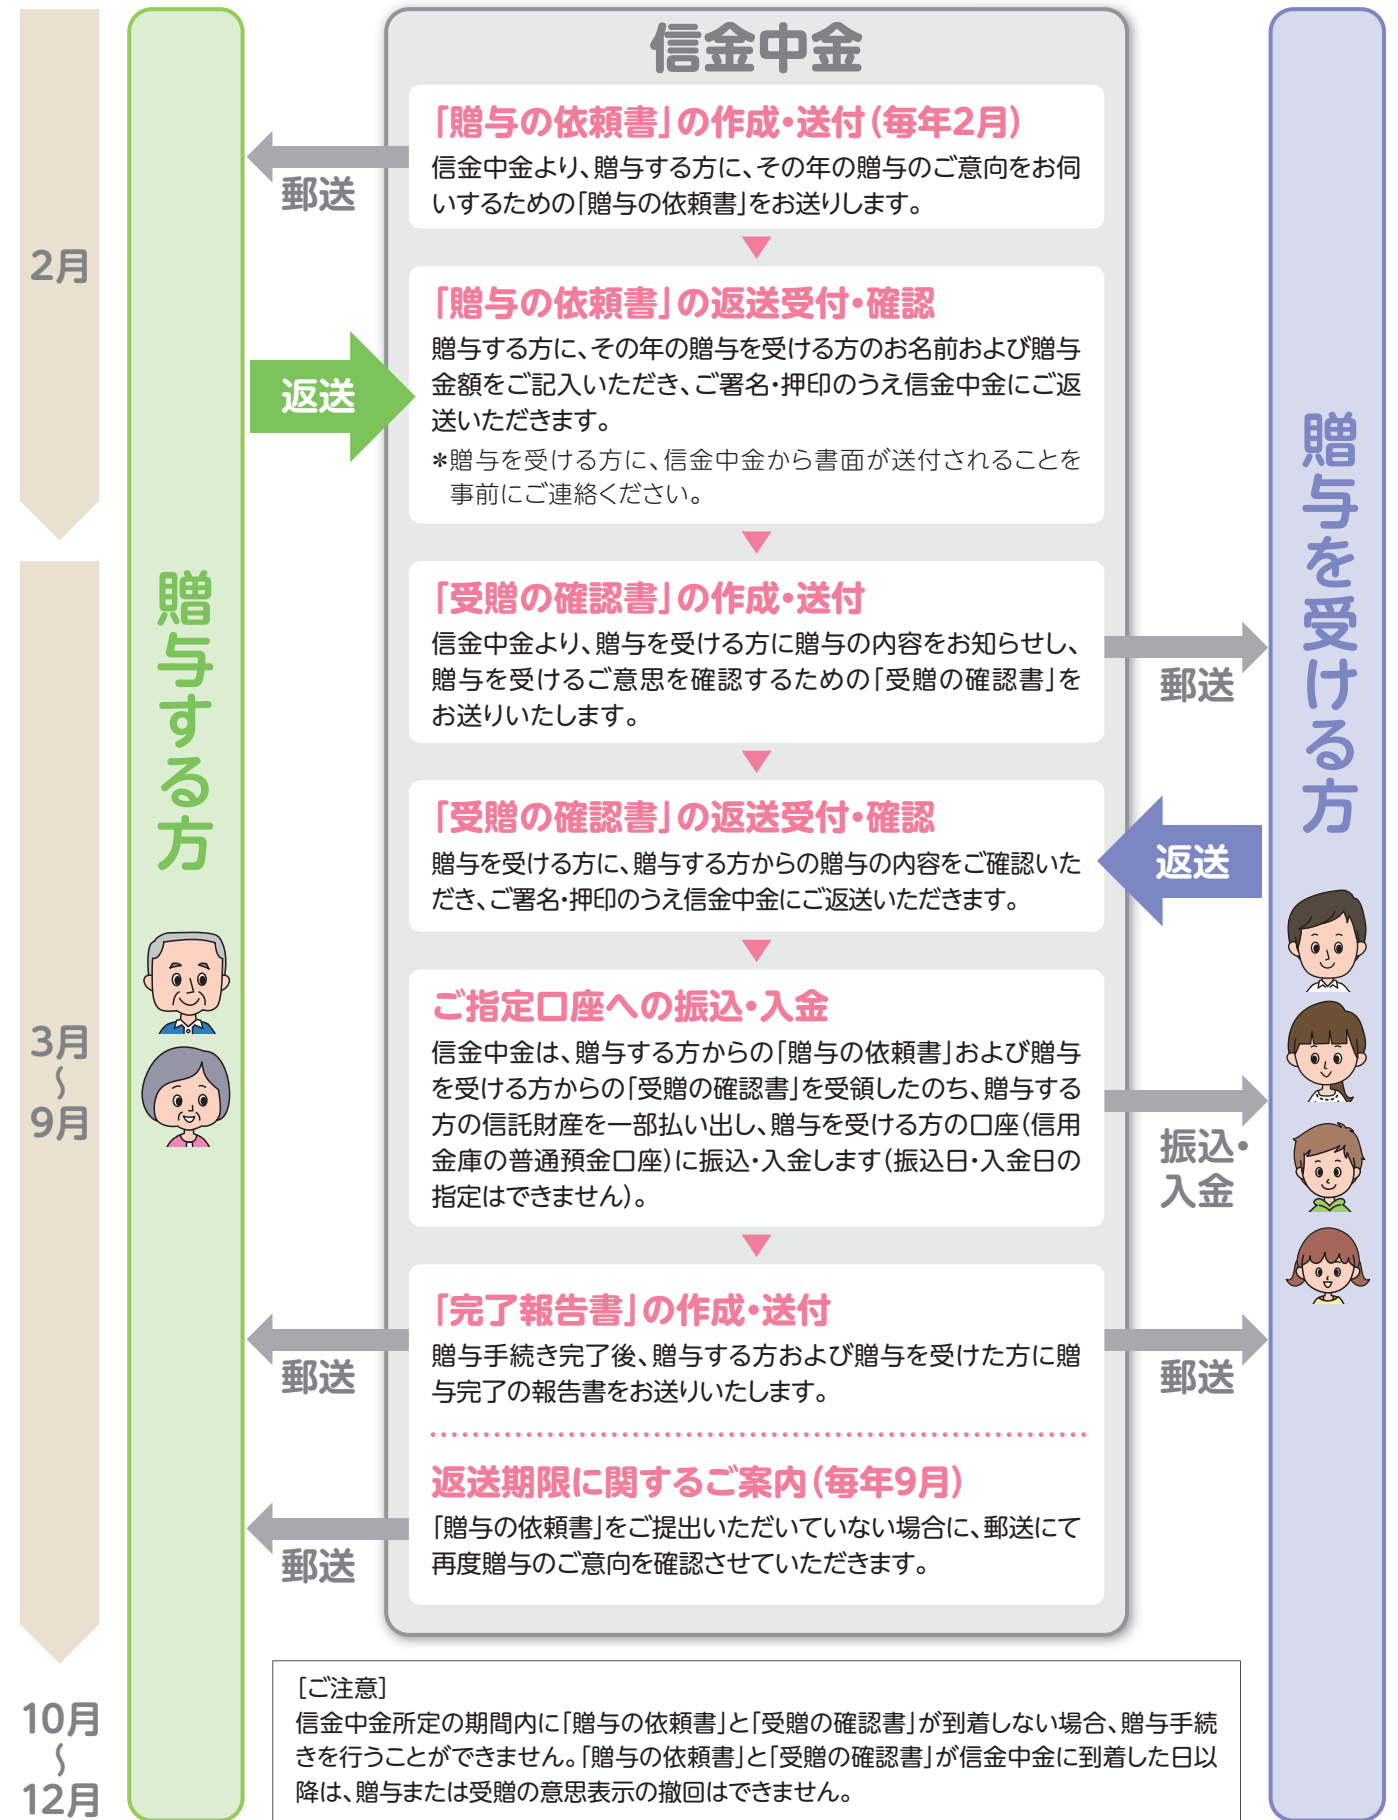 信金中金
2月
3月
〜
9月
10月
〜
12月
贈与する方
贈与を受ける方
「贈与の依頼書」の作成・送付(毎年2月)
信金中金より、贈与する方に、その年の贈与のご意向をお伺
いするための「贈与の依頼書」をお送りします。
郵送
「贈与の依頼書」の返送受付・確認
贈与する方に、その年の贈与を受ける方のお名前および贈与
金額をご記入いただき、ご署名・押印のうえ信金中金にご返
送いただきます。
＊贈与を受ける方に、信金中金から書面が送付されることを
事前にご連絡ください。
返送
「受贈の確認書」の作成・送付
信金中金より、贈与を受ける方に贈与の内容をお知らせし、
贈与を受けるご意思を確認するための「受贈の確認書」を
お送りいたします。
郵送
「受贈の確認書」の返送受付・確認
贈与を受ける方に、贈与する方からの贈与の内容をご確認いた
だき、ご署名・押印のうえ信金中金にご返送いただきます。
返送
ご指定口座への振込・入金
信金中金は、贈与する方からの「贈与の依頼書」および贈与
を受ける方からの「受贈の確認書」を受領したのち、贈与する
方の信託財産を一部払い出し、贈与を受ける方の口座(信用
金庫の普通預金口座)に振込・入金します(振込日・入金日の
指定はできません)。
振込・
入金
「完了報告書」の作成・送付
贈与手続き完了後、贈与する方および贈与を受けた方に贈
与完了の報告書をお送りいたします。
郵送
郵送
返送期限に関するご案内(毎年9月)
「贈与の依頼書」をご提出いただいていない場合に、郵送にて
再度贈与のご意向を確認させていただきます。
郵送
[ご注意]
信金中金所定の期間内に「贈与の依頼書」と「受贈の確認書」が到着しない場合、贈与手続
きを行うことができません。「贈与の依頼書」と「受贈の確認書」が信金中金に到着した日以
降は、贈与または受贈の意思表示の撤回はできません。